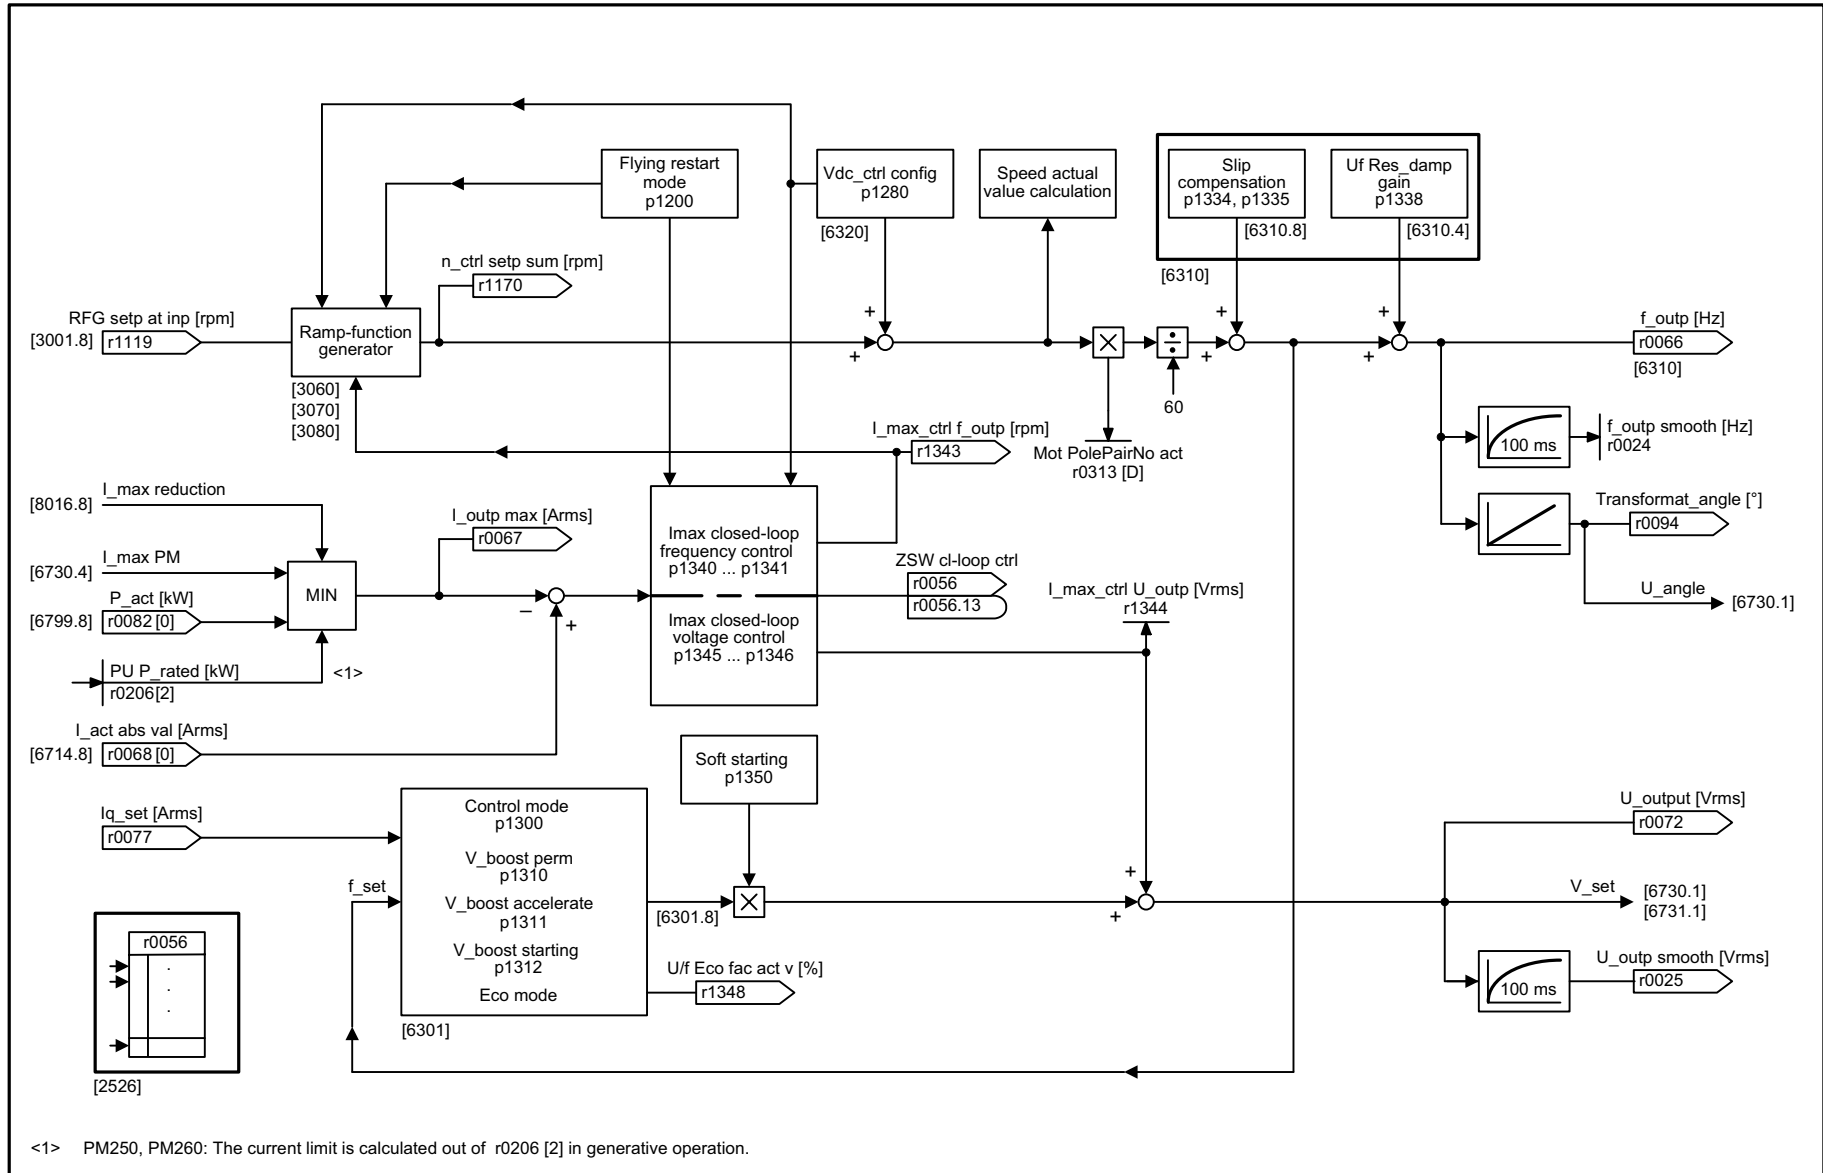 Flying restart
mode
p1200
Vdc_ctrl config
p1280
[6320]
Speed actual
value calculation
Slip
compensation
p1334, p1335
[6310.8]
Uf Res_damp
gain
p1338
[6310.4]
[6310]
n_ctrl setp sum [rpm]
r1170
RFG setp at inp [rpm]
[3001.8]
r1119
Ramp-function
generator
[3060]
[3070]
[3080]
+
+
×
÷
60
+
+
+
+
f_outp [Hz]
r0066
[6310]
Mot PolePairNo act
r0313 [D]
100 ms
f_outp smooth [Hz]
r0024
Transformat_angle [°]
r0094
U_angle
[6730.1]
I_max_ctrl f_outp [rpm]
r1343
I_max reduction
[8016.8]
I_max PM
[6730.4]
P_act [kW]
[6799.8]
r0082 [0]
PU P_rated [kW]
r0206[2]
<1>
MIN
I_outp max [Arms]
r0067
–
+
I_act abs val [Arms]
[6714.8]
r0068 [0]
Imax closed-loop
frequency control
p1340 ... p1341
Imax closed-loop
voltage control
p1345 ... p1346
ZSW cl-loop ctrl
r0056
r0056.13
I_max_ctrl U_outp [Vrms]
r1344
Soft starting
p1350
Iq_set [Arms]
r0077
f_set
Control mode
p1300
V_boost perm
p1310
V_boost accelerate
p1311
V_boost starting
p1312
Eco mode
[6301]
[6301.8]
×
U/f Eco fac act v [%]
r1348
+
+
U_output [Vrms]
r0072
V_set
[6730.1]
[6731.1]
100 ms
U_outp smooth [Vrms]
r0025
r0056
.
.
.
[2526]
<1> PM250, PM260: The current limit is calculated out of r0206 [2] in generative operation.